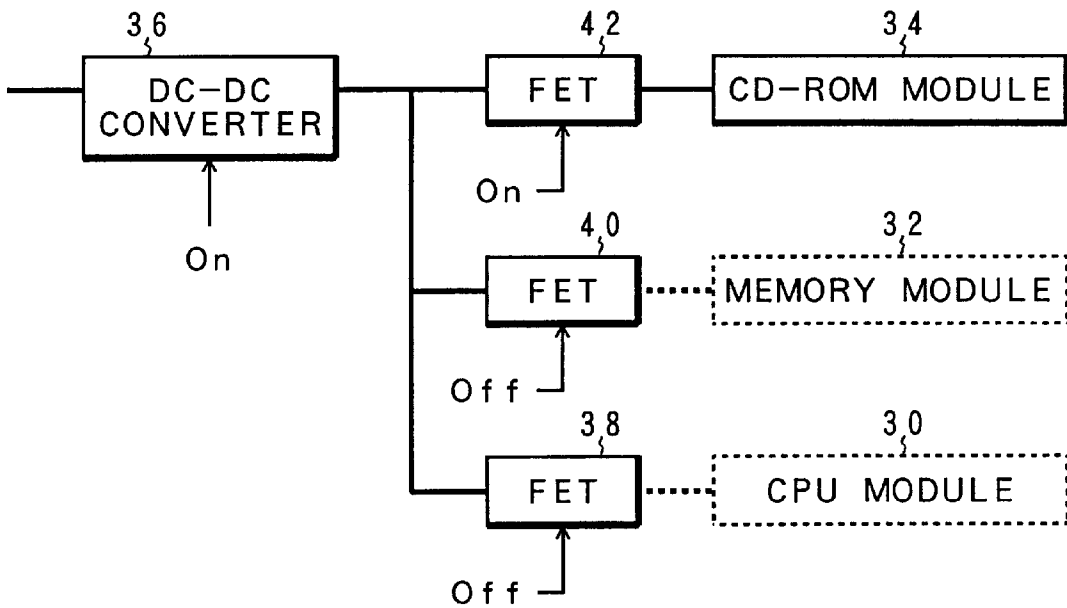 36
42
34
DC-DC
CONVERTER
FET
CD-ROM MODULE
On
On
40
32
FET
MEMORY MODULE
Off
38
30
FET
CPU MODULE
Off